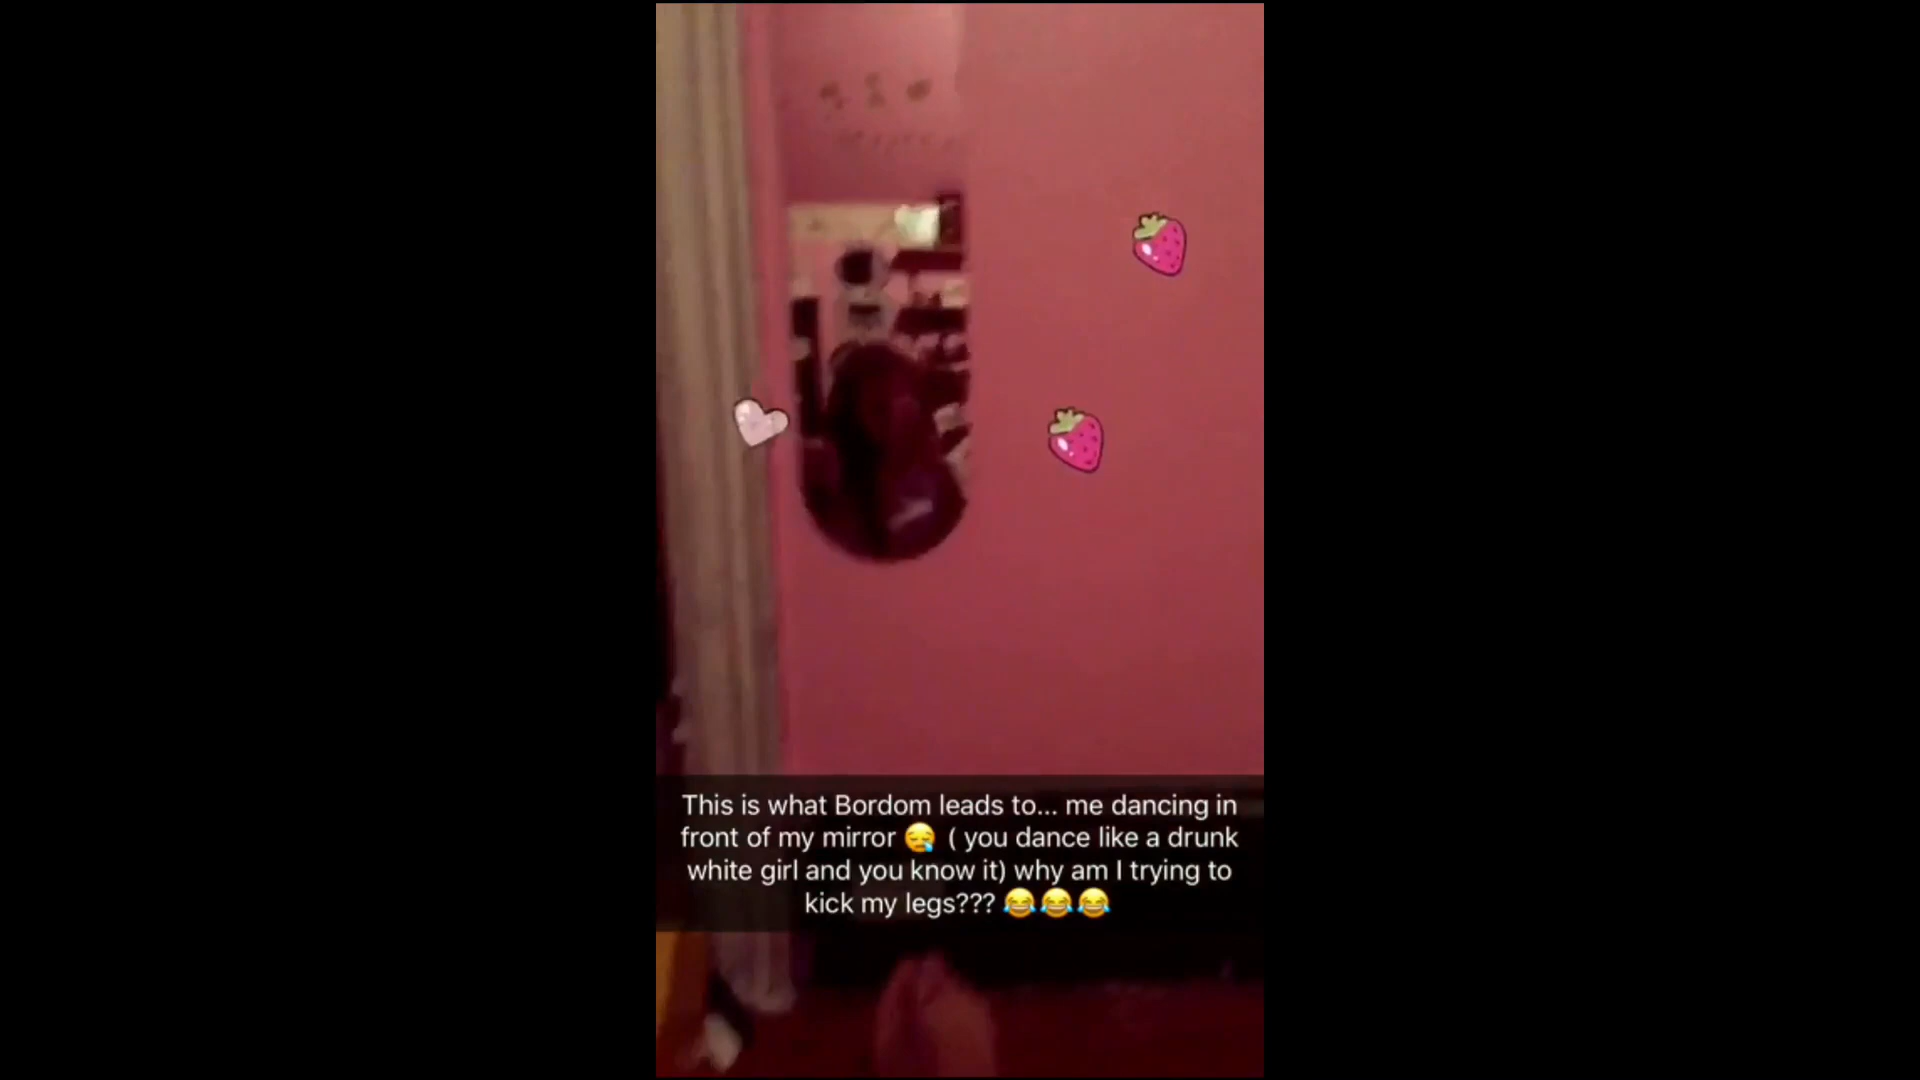 This is what Bordom leads to... me dancing in
front of my mirror 😪 ( you dance like a drunk
white girl and you know it) why am I trying to
kick my legs??? 😂😂😂